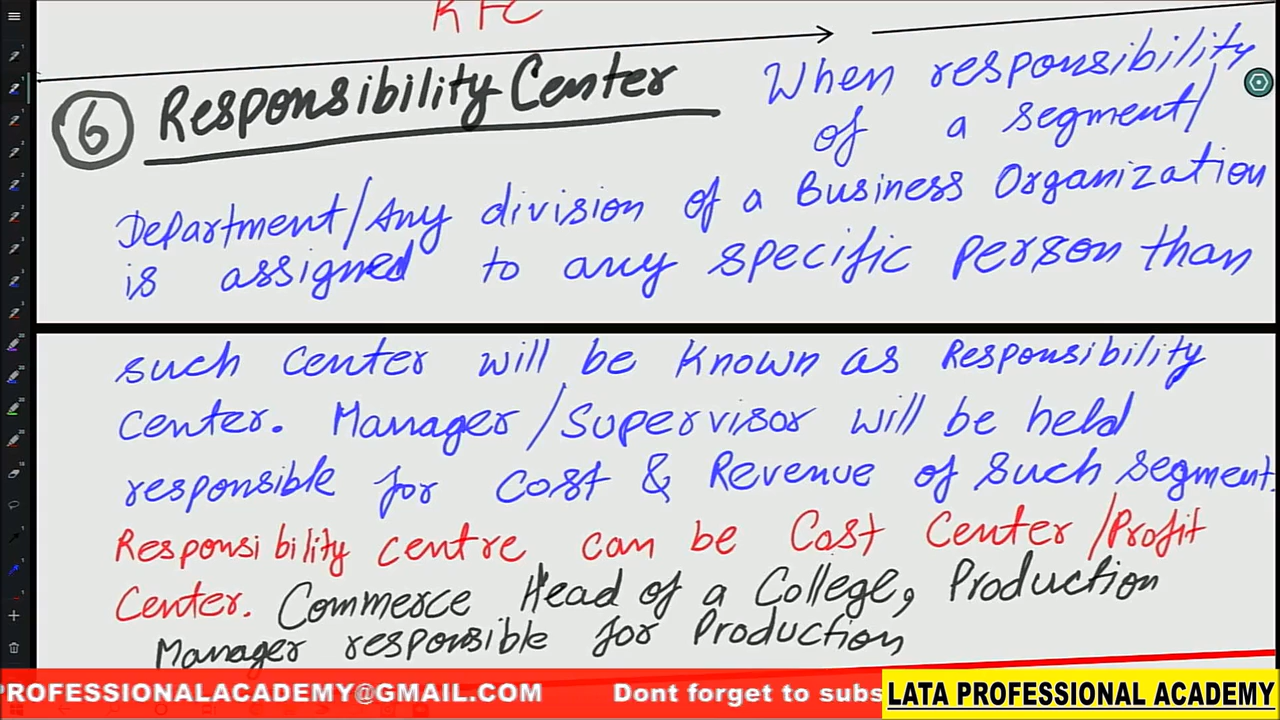 KFC
6 Responsibility Center
When responsibility
of a segment/
Department/Any division of a Business Organization
is assigned to any specific person than
such center will be known as Responsibility
center. Manager/Supervisor will be held
responsible for cost & Revenue of such segment.
Responsibility centre can be Cost Center/Profit
Center. Commerce Head of a College, Production
Manager responsible for Production
PROFESSIONALACADEMY@GMAIL.COM Dont forget to subs
LATA PROFESSIONAL ACADEMY